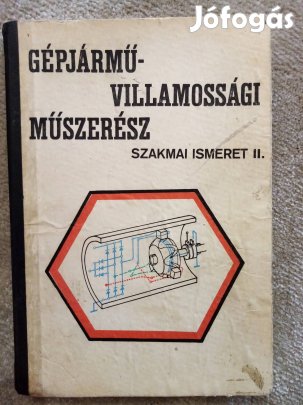 Jófogás
GÉPJÁRMŰ-
VILLAMOSSÁGI
MŰSZERÉSZ
SZAKMAI ISMERET II.